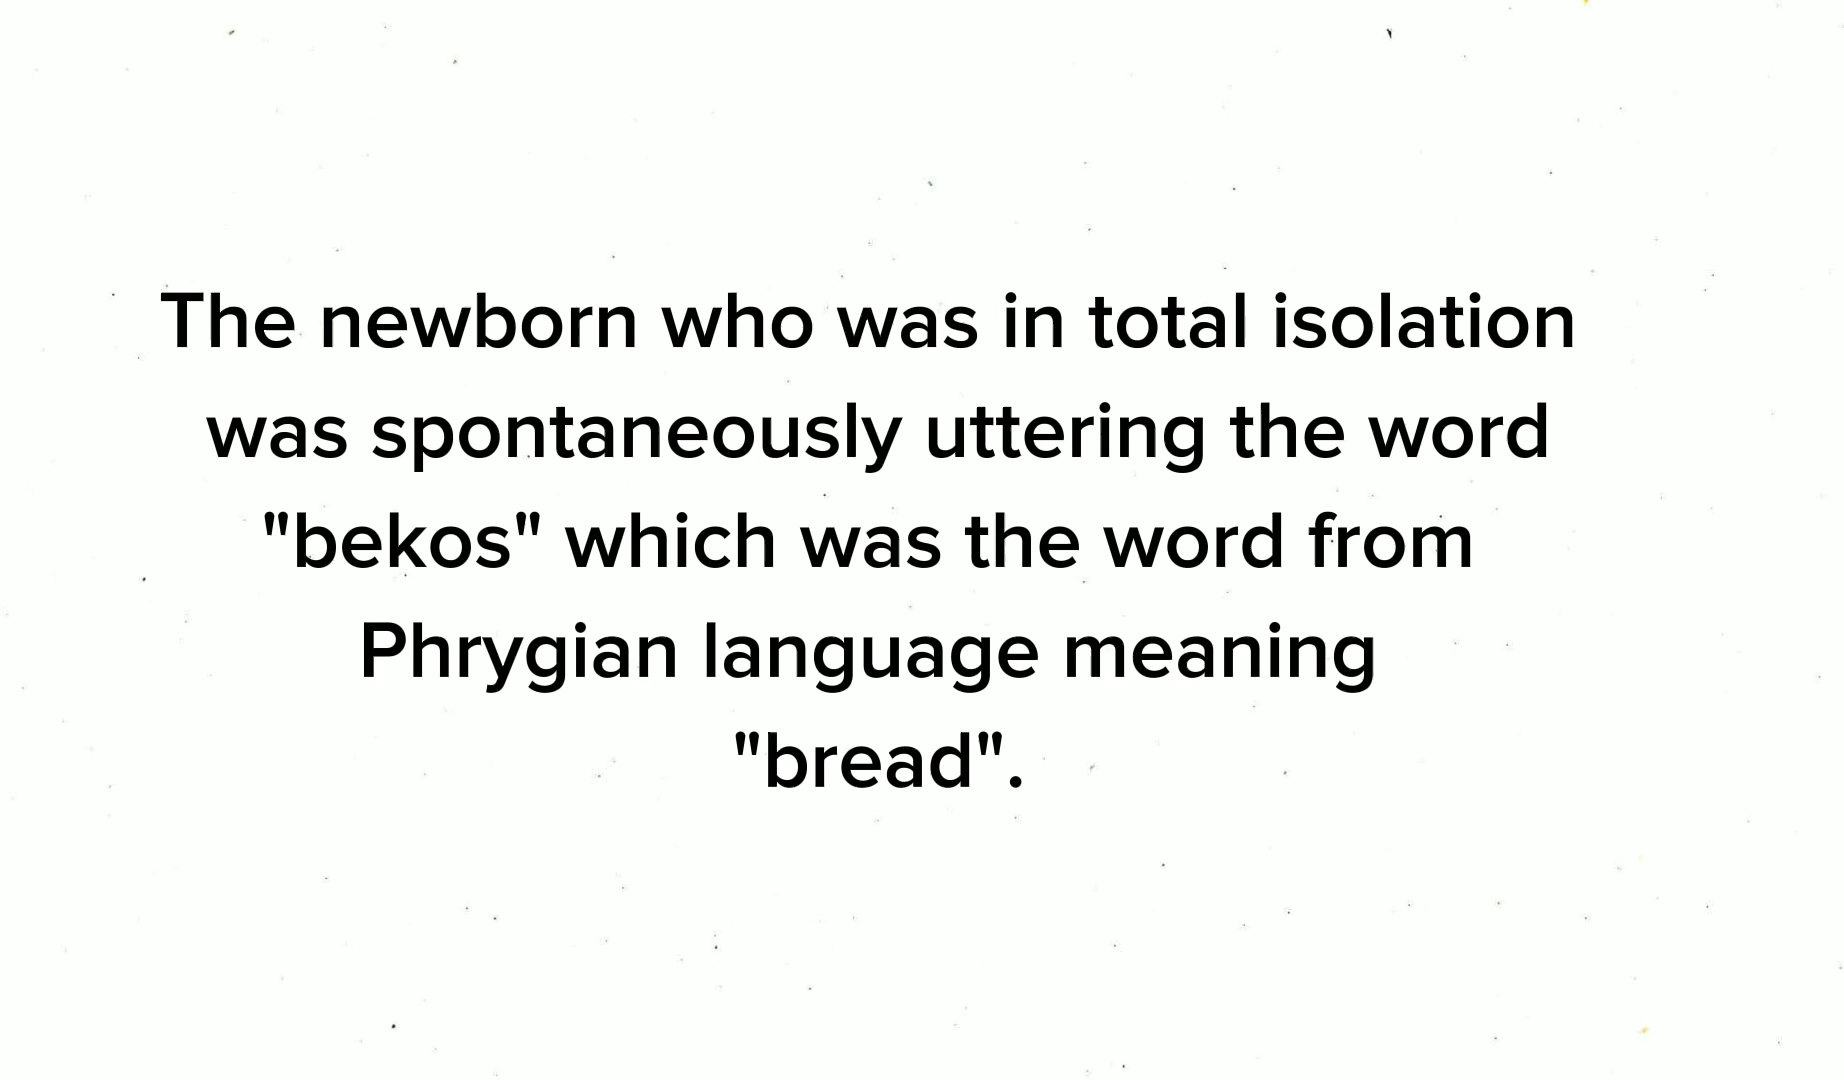 The newborn who was in total isolation
was spontaneously uttering the word
"bekos" which was the word from
Phrygian language meaning
"bread".